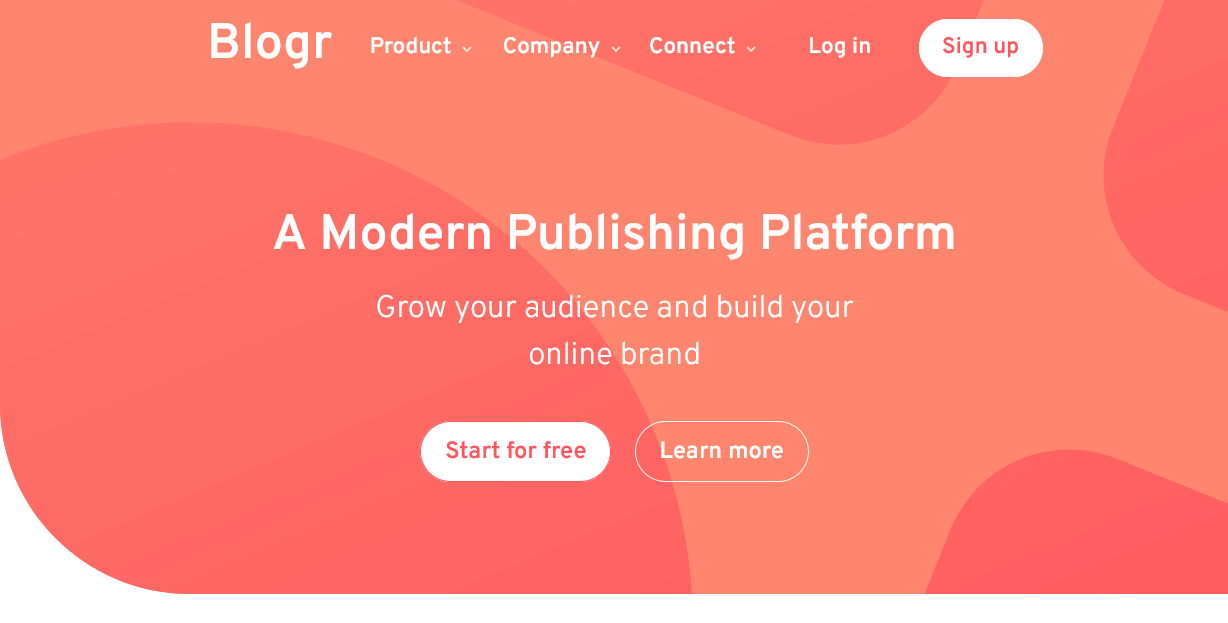 Blogr Product Company Connect Log in Sign up
A Modern Publishing Platform
Grow your audience and build your
online brand
Start for free Learn more